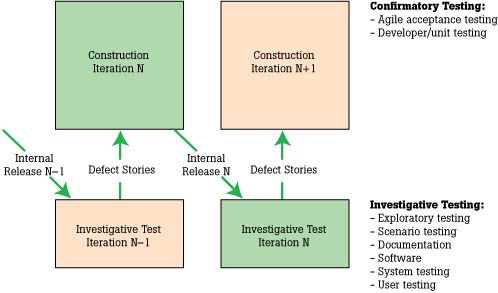 Construction
Iteration N
Construction
Iteration N+1
Confirmatory Testing:
– Agile acceptance testing
– Developer/unit testing
Internal
Release N–1
Defect Stories
Internal
Release N
Defect Stories
Investigative Test
Iteration N–1
Investigative Test
Iteration N
Investigative Testing:
– Exploratory testing
– Scenario testing
– Documentation
– Software
– System testing
– User testing